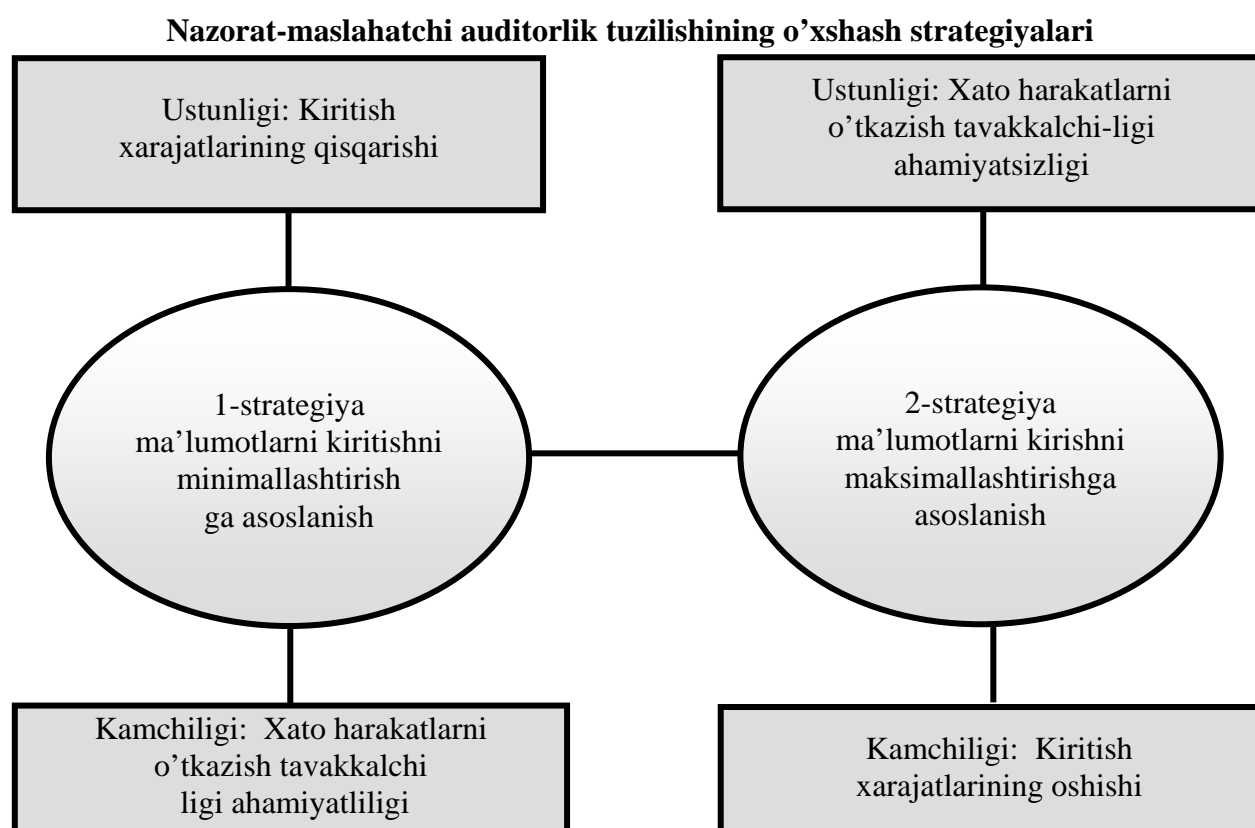 Nazorat-maslahatchi auditorlik tuzilishining o’xshash strategiyalari
Ustunligi: Kiritish
xarajatlarining qisqarishi
Ustunligi: Xato harakatlarni
o’tkazish tavakkalchi-ligi
ahamiyatsizligi
1-strategiya
ma’lumotlarni kiritishni
minimallashtirish
ga asoslanish
2-strategiya
ma’lumotlarni kirishni
maksimallashtirishga
asoslanish
Kamchiligi: Xato harakatlarni
o’tkazish tavakkalchi
ligi ahamiyatliligi
Kamchiligi: Kiritish
xarajatlarining oshishi